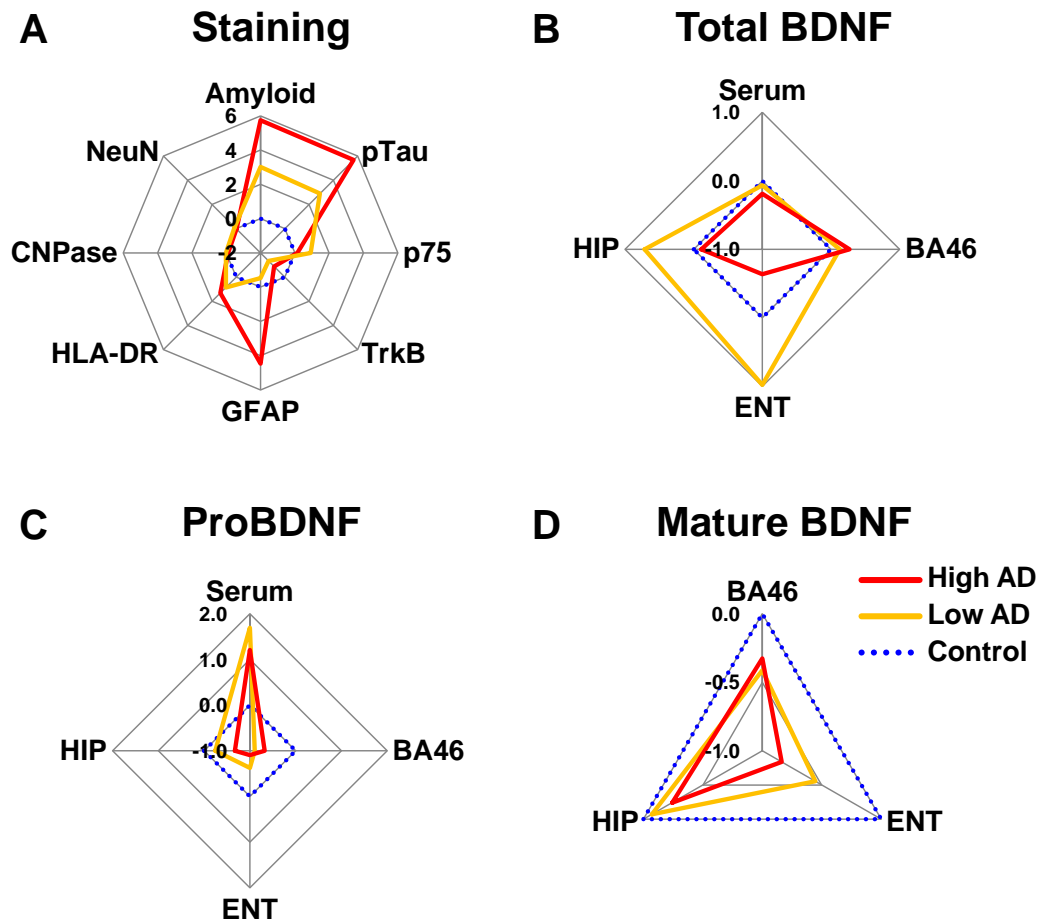 A Staining
Amyloid
6
4
2
0
-2
NeuN
pTau
CNPase
p75
HLA-DR
TrkB
GFAP
B Total BDNF
Serum
1.0
0.0
-1.0
HIP
BA46
ENT
C ProBDNF
Serum
2.0
1.0
0.0
-1.0
HIP
BA46
ENT
D Mature BDNF
BA46
0.0
-0.5
-1.0
HIP
ENT
High AD
Low AD
Control